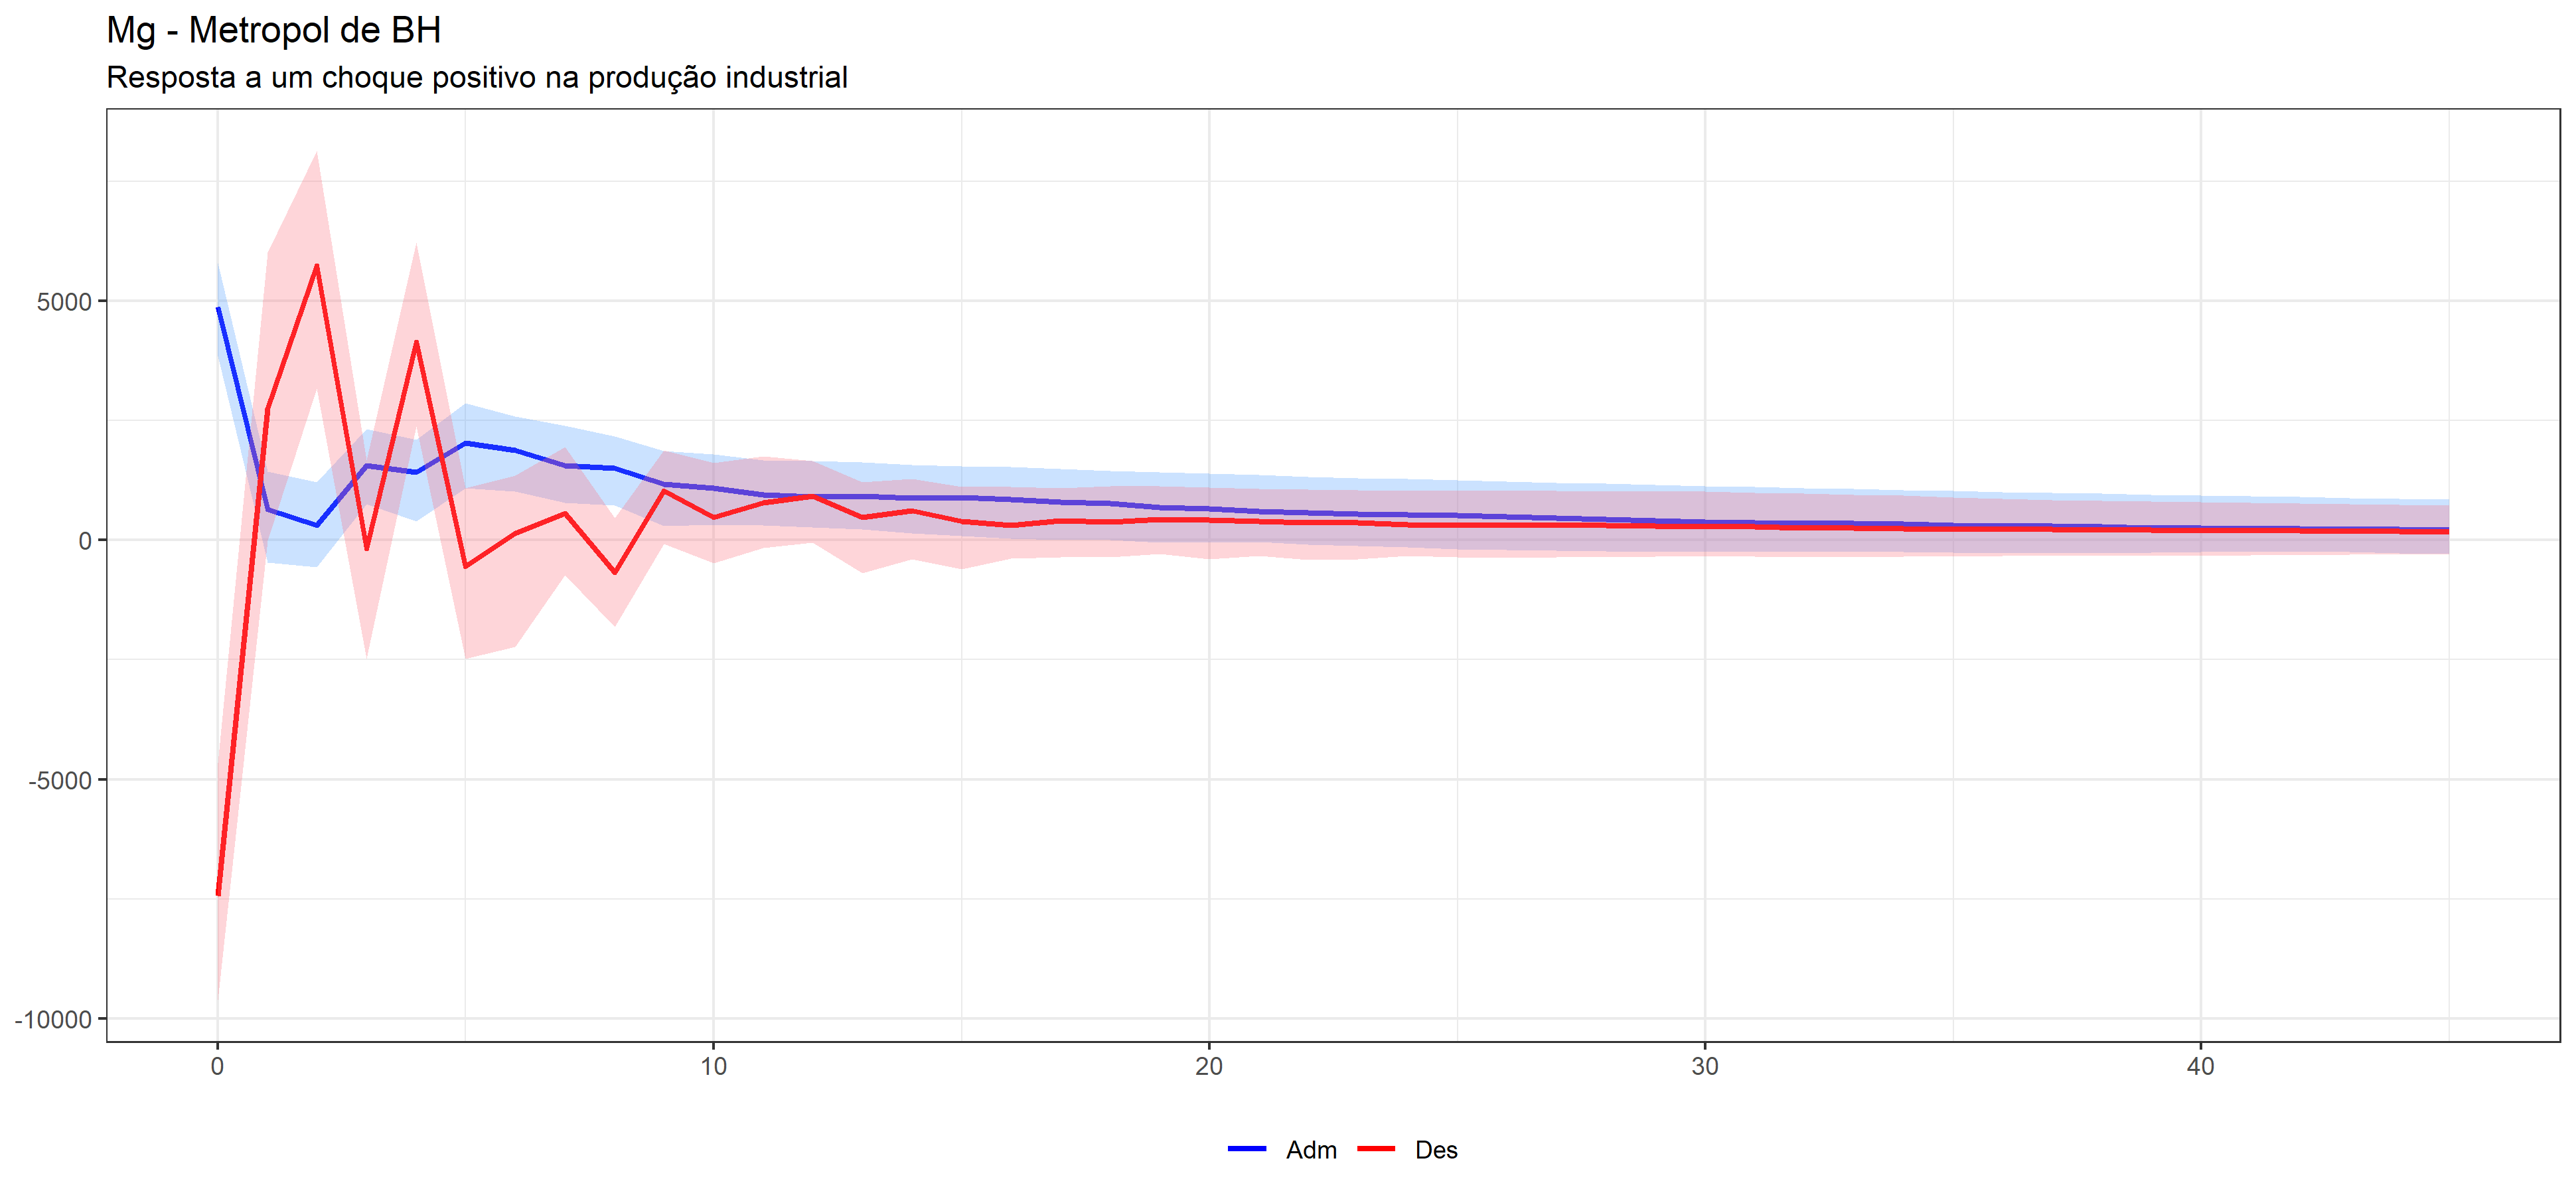 Mg - Metropol de BH
Resposta a um choque positivo na produção industrial
5000
0
-5000
-10000
0 10 20 30 40
Adm Des